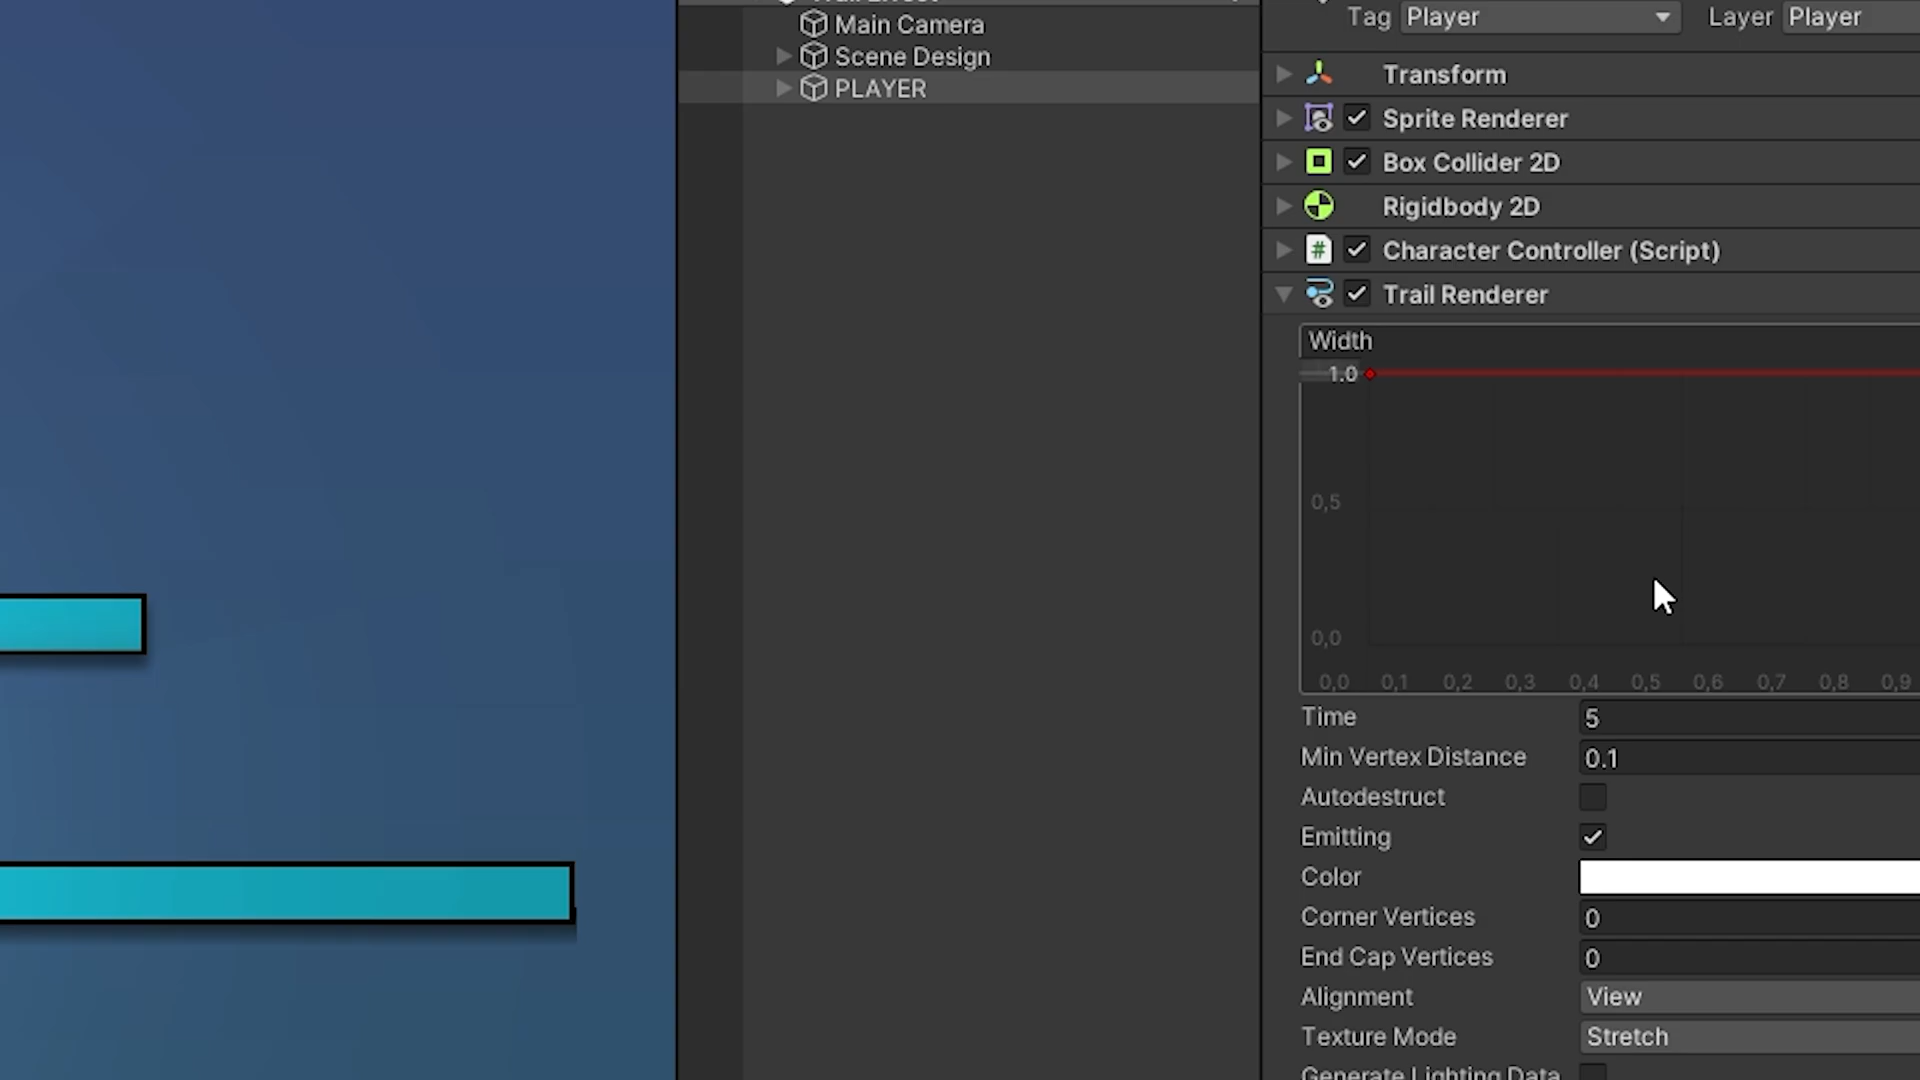 Main Camera
Scene Design
PLAYER
Tag Player Layer Player
Transform
Sprite Renderer
Box Collider 2D
Rigidbody 2D
# Character Controller (Script)
Trail Renderer
Width
1.0
0,5
0,0
0,0 0,1 0,2 0,3 0,4 0,5 0,6 0,7 0,8 0,9
Time 5
Min Vertex Distance 0.1
Autodestruct
Emitting
Color
Corner Vertices 0
End Cap Vertices 0
Alignment View
Texture Mode Stretch
Generate Lighting Data